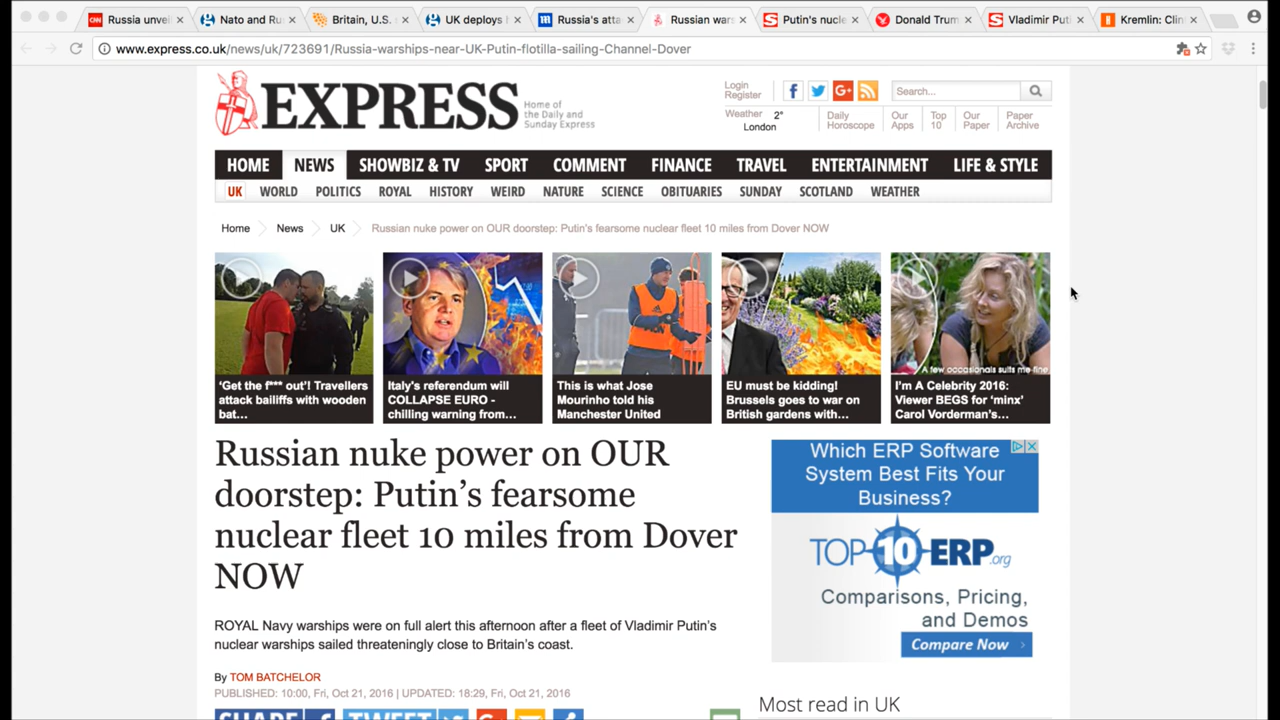 Russia unvei
Nato and Ru
Britain, U.S.
UK deploys
Russia's atta
Russian wars
Putin's nucle
Donald Trum
Vladimir Puti
Kremlin: Clin
www.express.co.uk/news/uk/723691/Russia-warships-near-UK-Putin-flotilla-sailing-Channel-Dover
EXPRESS
Home of
the Daily and
Sunday Express
Login
Register
Search...
Weather 2°
London
Daily
Horoscope
Our
Apps
Top
10
Our
Paper
Paper
Archive
HOME NEWS SHOWBIZ & TV SPORT COMMENT FINANCE TRAVEL ENTERTAINMENT LIFE & STYLE
UK WORLD POLITICS ROYAL HISTORY WEIRD NATURE SCIENCE OBITUARIES SUNDAY SCOTLAND WEATHER
Home News UK Russian nuke power on OUR doorstep: Putin's fearsome nuclear fleet 10 miles from Dover NOW
'Get the f*** out'! Travellers
attack bailiffs with wooden
bat...
Italy's referendum will
COLLAPSE EURO -
chilling warning from...
This is what Jose
Mourinho told his
Manchester United
EU must be kidding!
Brussels goes to war on
British gardens with...
A few occasionals suits me fine
I'm A Celebrity 2016:
Viewer BEGS for 'minx'
Carol Vorderman's...
Russian nuke power on OUR
doorstep: Putin's fearsome
nuclear fleet 10 miles from Dover
NOW
ROYAL Navy warships were on full alert this afternoon after a fleet of Vladimir Putin's
nuclear warships sailed threateningly close to Britain's coast.
By TOM BATCHELOR
PUBLISHED: 10:00, Fri, Oct 21, 2016 | UPDATED: 18:29, Fri, Oct 21, 2016
SHARE TWEET
Which ERP Software
System Best Fits Your
Business?
TOP 10 ERP.org
Comparisons, Pricing,
and Demos
Compare Now
Most read in UK